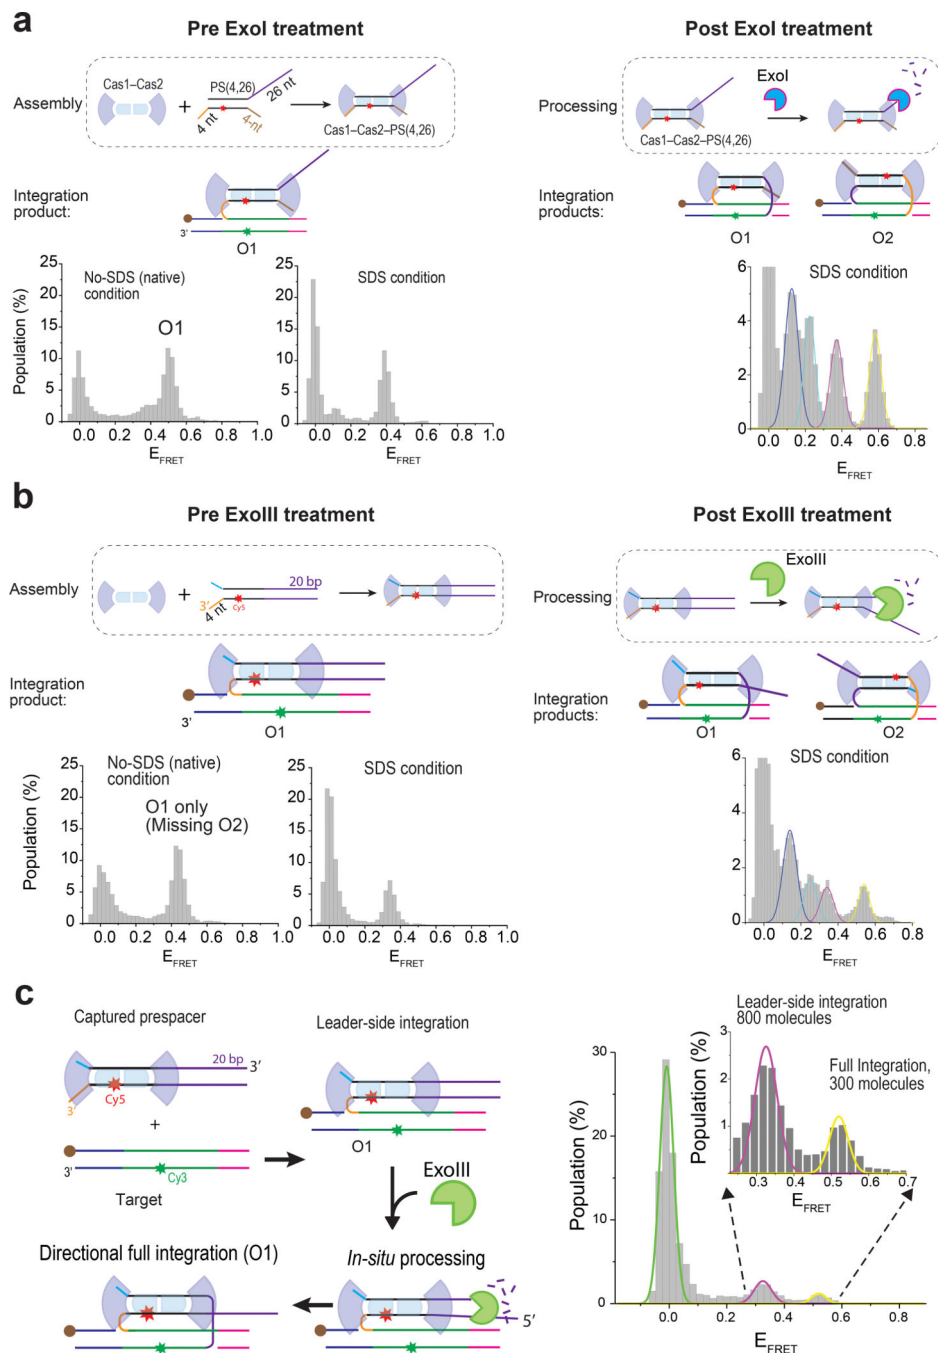 a
Pre ExoI treatment
Post ExoI treatment
Assembly
Cas1–Cas2
+
PS(4,26)
26 nt
4 nt
4-nt
Cas1–Cas2–PS(4,26)
Processing
ExoI
Cas1–Cas2–PS(4,26)
Integration
product:
3'
O1
Integration
products:
O1
O2
No-SDS (native)
condition
O1
Population (%)
25
20
15
10
5
0
0.0 0.2 0.4 0.6 0.8 1.0
EFRET
SDS condition
25
20
15
10
5
0
0.0 0.2 0.4 0.6 0.8 1.0
EFRET
SDS condition
6
4
2
0
0.0 0.2 0.4 0.6 0.8
EFRET
b
Pre ExoIII treatment
Post ExoIII treatment
Assembly
+
20 bp
3'
4 nt
Cy5
Processing
ExoIII
Integration
product:
3'
O1
Integration
products:
O1
O2
No-SDS (native)
condition
O1 only
(Missing O2)
Population (%)
25
20
15
10
5
0
0.0 0.2 0.4 0.6 0.8 1.0
EFRET
SDS condition
25
20
15
10
5
0
0.0 0.2 0.4 0.6 0.8 1.0
EFRET
SDS condition
6
4
2
0
0.0 0.2 0.4 0.6 0.8
EFRET
c
Captured prespacer
20 bp
3'
3'
Cy5
+
3'
Cy3
Target
Leader-side integration
O1
ExoIII
In-situ processing
5'
Directional full integration (O1)
Population (%)
30
20
10
0
0.0 0.2 0.4 0.6 0.8
EFRET
Leader-side integration
800 molecules
Full Integration,
300 molecules
Population (%)
3
2
1
0
0.3 0.4 0.5 0.6 0.7
EFRET